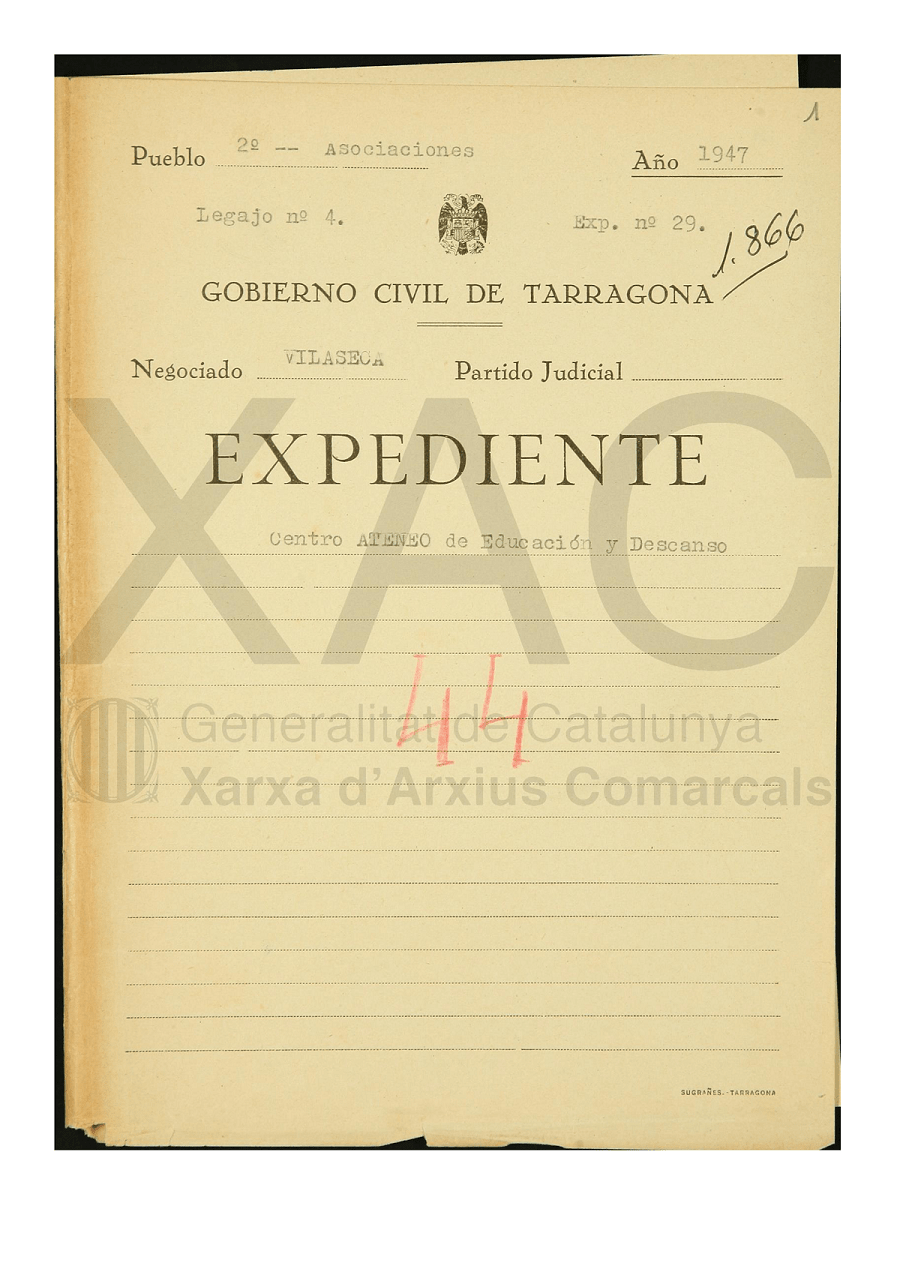 1
Pueblo 2º -- Asociaciones Año 1947
Legajo nº 4. Exp. nº 29.
1.866
GOBIERNO CIVIL DE TARRAGONA
Negociado VILASECA Partido Judicial
XAC
EXPEDIENTE
Centro ATENEO de Educación y Descanso
44
Generalitat de Catalunya
Xarxa d'Arxius Comarcals
SUGRAÑES.-TARRAGONA